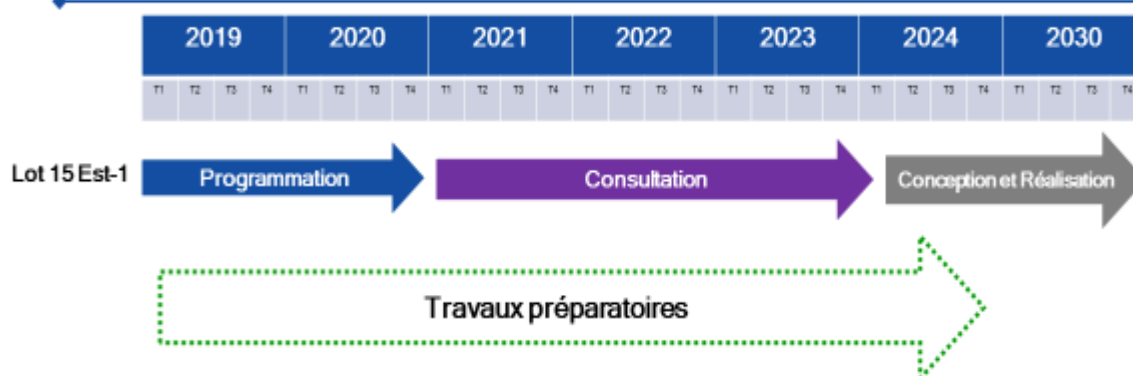 2019 2020 2021 2022 2023 2024 2030
T1 T2 T3 T4 T1 T2 T3 T4 T1 T2 T3 T4 T1 T2 T3 T4 T1 T2 T3 T4 T1 T2 T3 T4 T1 T2 T3 T4
Lot 15 Est-1 Programmation Consultation Conception et Réalisation
Travaux préparatoires